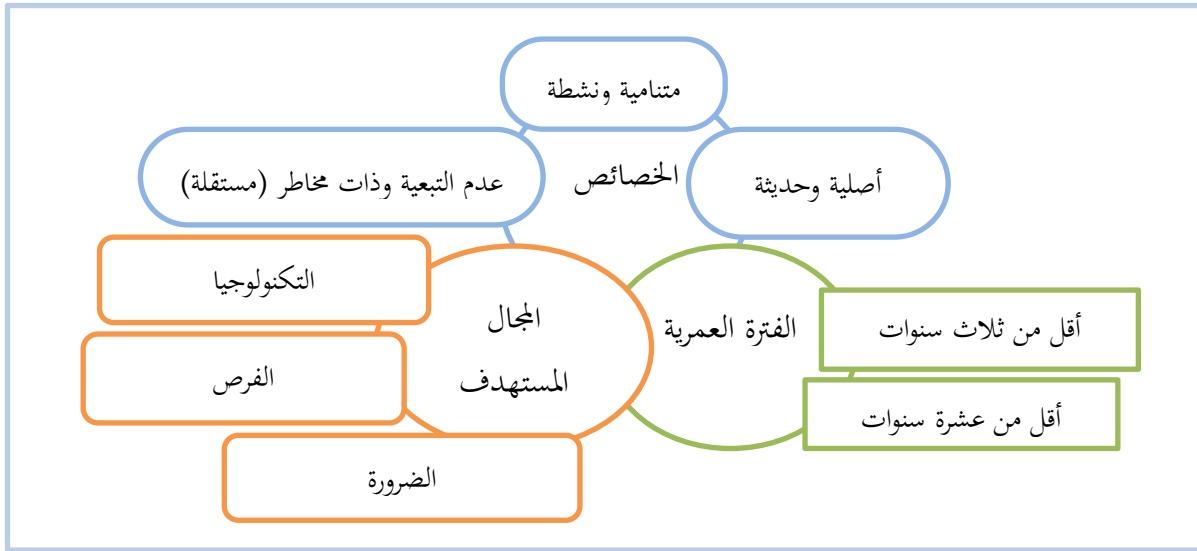 متنامية ونشطة
أصلية وحديثة
الخصائص
عدم التبعية وذات مخاطر (مستقلة)
الفترة العمرية
أقل من ثلاث سنوات
أقل من عشرة سنوات
المجال
المستهدف
التكنولوجيا
الفرص
الضرورة